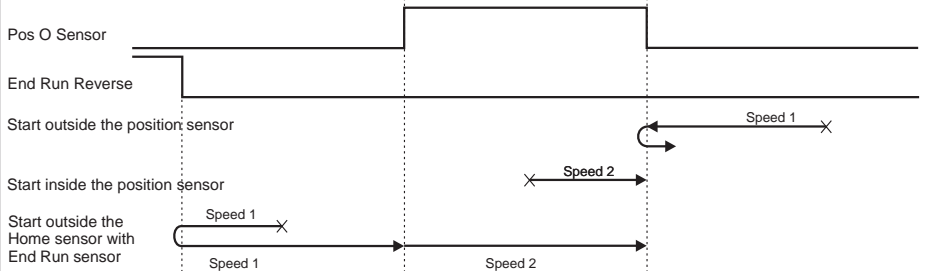 Pos O Sensor
End Run Reverse
Start outside the position sensor
Speed 1
Start inside the position sensor
Speed 2
Start outside the
Home sensor with
End Run sensor
Speed 1
Speed 1
Speed 2